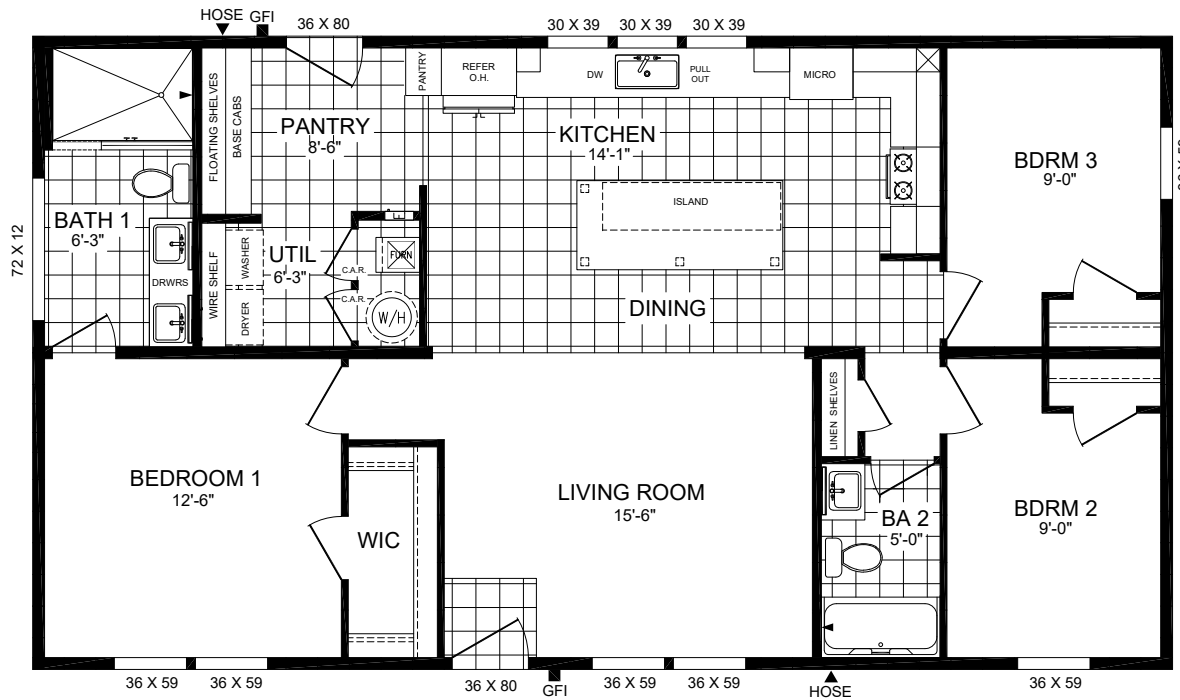 HOSE
GFI
36 X 80
30 X 39
30 X 39
30 X 39
FLOATING SHELVES
BASE CABS
PANTRY
8'-6"
PANTRY
REFER
O.H.
DW
PULL
OUT
MICRO
KITCHEN
14'-1"
BDRM 3
9'-0"
ISLAND
BATH 1
6'-3"
72 X 12
DRWRS
WIRE SHELF
WASHER
DRYER
UTIL
6'-3"
C.A.R.
C.A.R.
FURN
W/H
DINING
LINEN SHELVES
BEDROOM 1
12'-6"
WIC
LIVING ROOM
15'-6"
BA 2
5'-0"
BDRM 2
9'-0"
36 X 59
36 X 59
36 X 80
GFI
36 X 59
36 X 59
HOSE
36 X 59